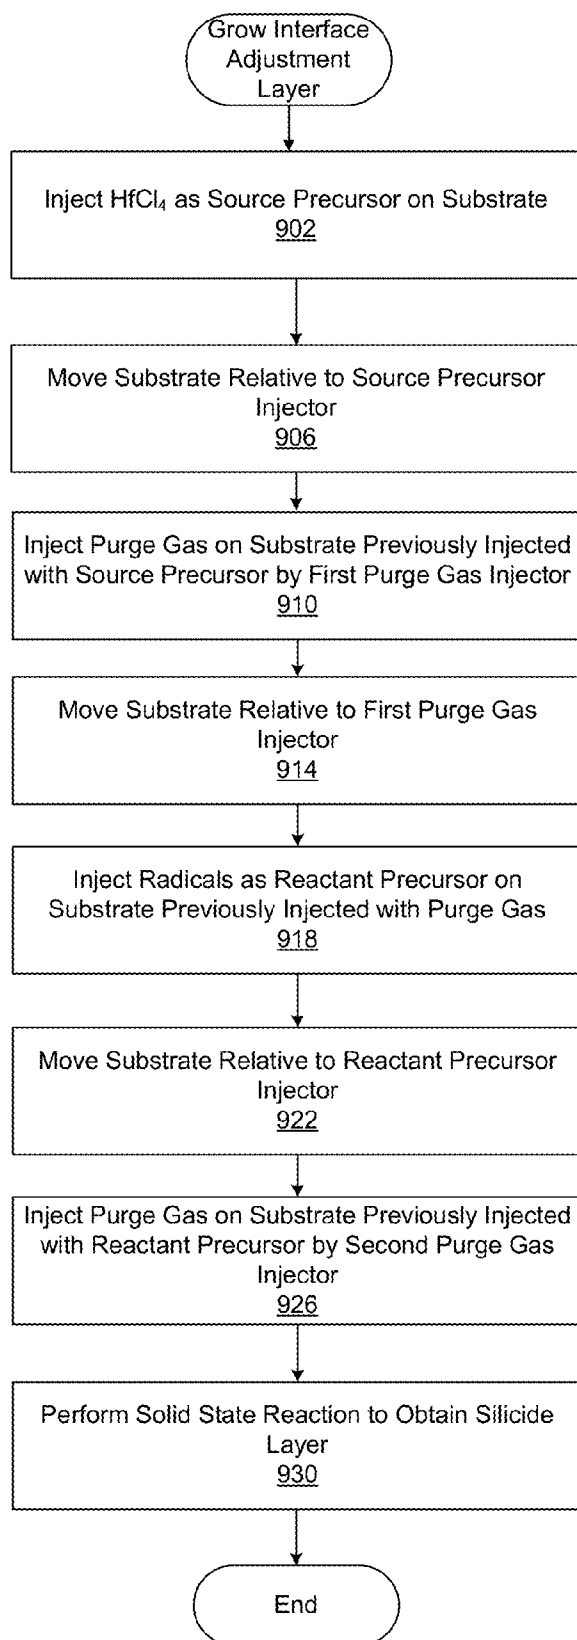 Grow Interface
Adjustment
Layer
Inject HfCl₄ as Source Precursor on Substrate
902
Move Substrate Relative to Source Precursor
Injector
906
Inject Purge Gas on Substrate Previously Injected
with Source Precursor by First Purge Gas Injector
910
Move Substrate Relative to First Purge Gas
Injector
914
Inject Radicals as Reactant Precursor on
Substrate Previously Injected with Purge Gas
918
Move Substrate Relative to Reactant Precursor
Injector
922
Inject Purge Gas on Substrate Previously Injected
with Reactant Precursor by Second Purge Gas
Injector
926
Perform Solid State Reaction to Obtain Silicide
Layer
930
End